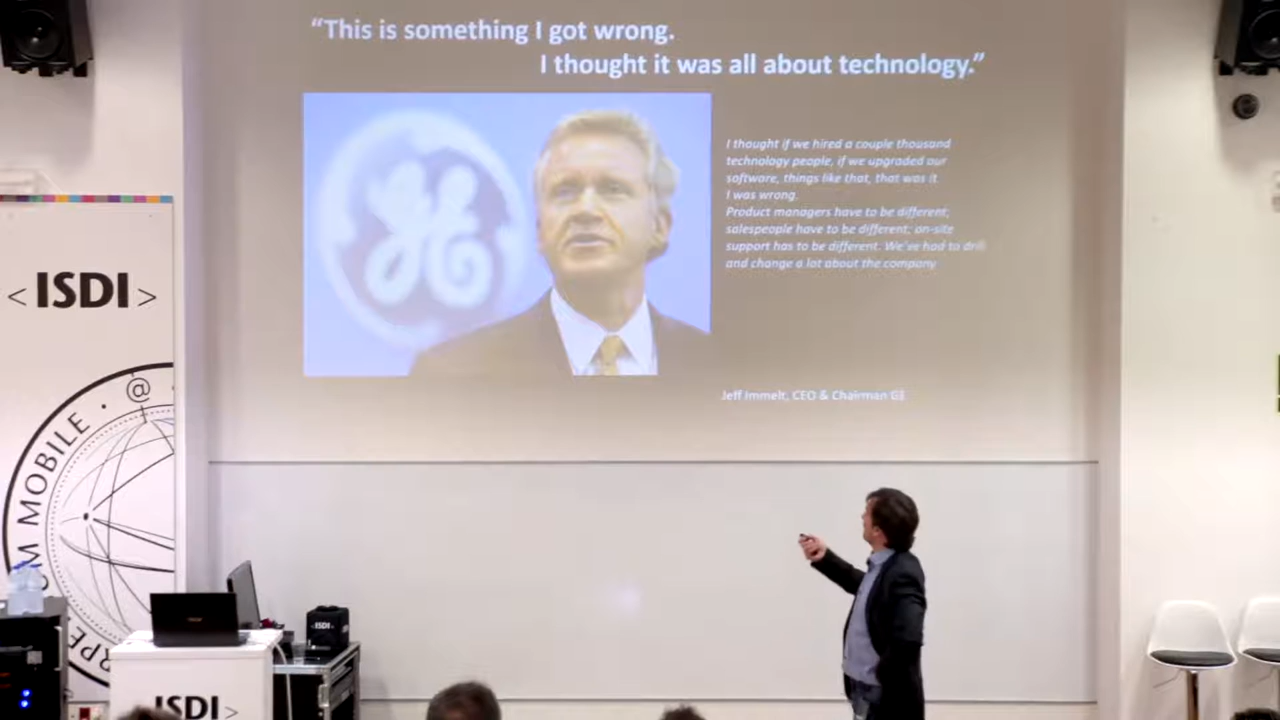 “This is something I got wrong.
I thought it was all about technology.”
I thought if we hired a couple thousand
technology people, if we upgraded our
software, things like that, that was it
I was wrong.
Product managers have to be different;
salespeople have to be different; on-site
support has to be different. We've had to drill
and change a lot about the company
Jeff Immelt, CEO & Chairman GE
<ISDI>
MOBILE • @
<ISDI>
ISDI>